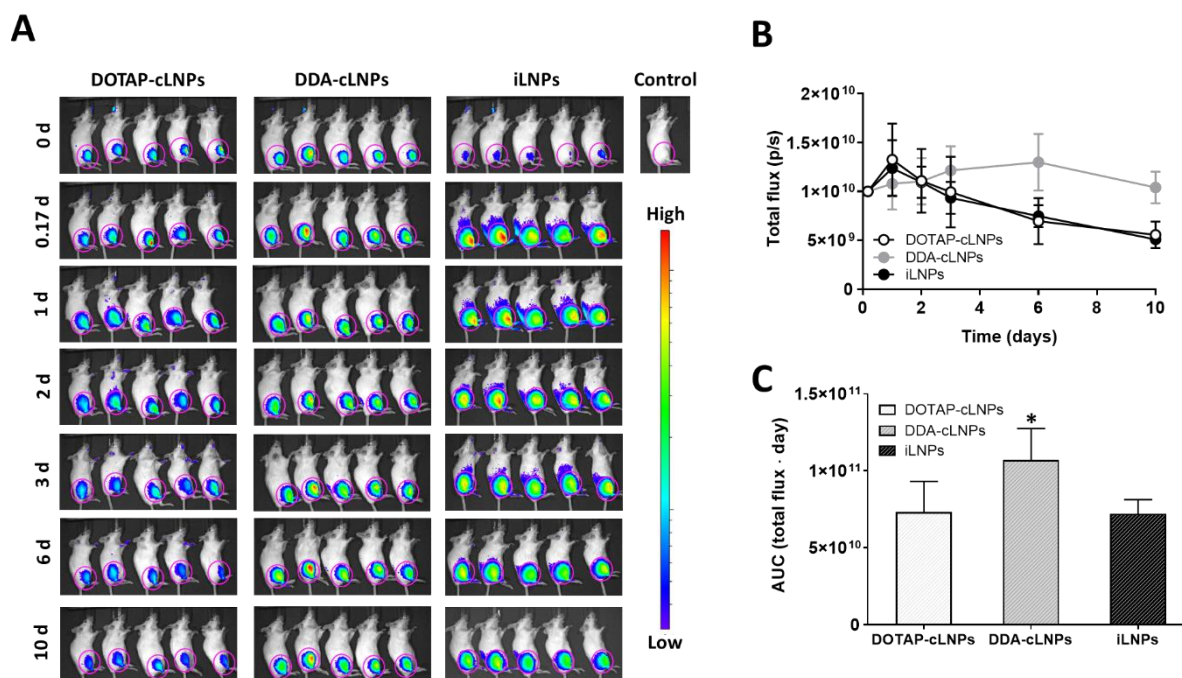 A
DOTAP-cLNPs
DDA-cLNPs
iLNPs
Control
0 d
0.17 d
1 d
2 d
3 d
6 d
10 d
High
Low
B
Total flux (p/s)
2×10¹⁰
1.5×10¹⁰
1×10¹⁰
5×10⁹
0
DOTAP-cLNPs
DDA-cLNPs
iLNPs
0 2 4 6 8 10
Time (days)
C
AUC (total flux · day)
1.5×10¹¹
1×10¹¹
5×10¹⁰
0
DOTAP-cLNPs
DDA-cLNPs
iLNPs
*
DOTAP-cLNPs DDA-cLNPs iLNPs